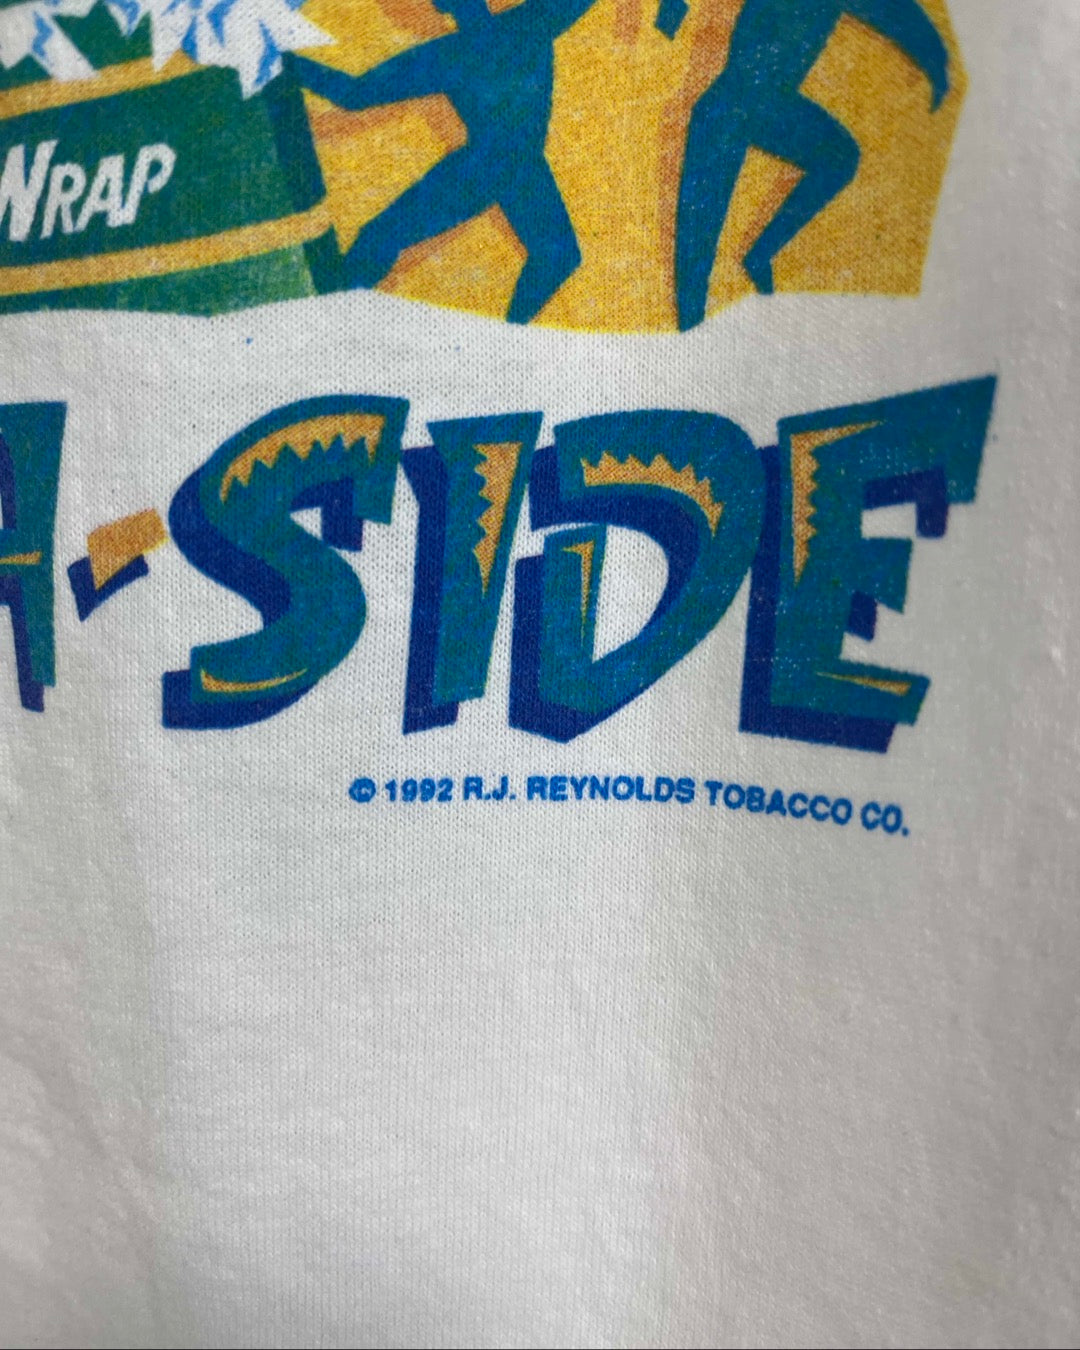 WRAP
A-SIDE
© 1992 R.J. REYNOLDS TOBACCO CO.